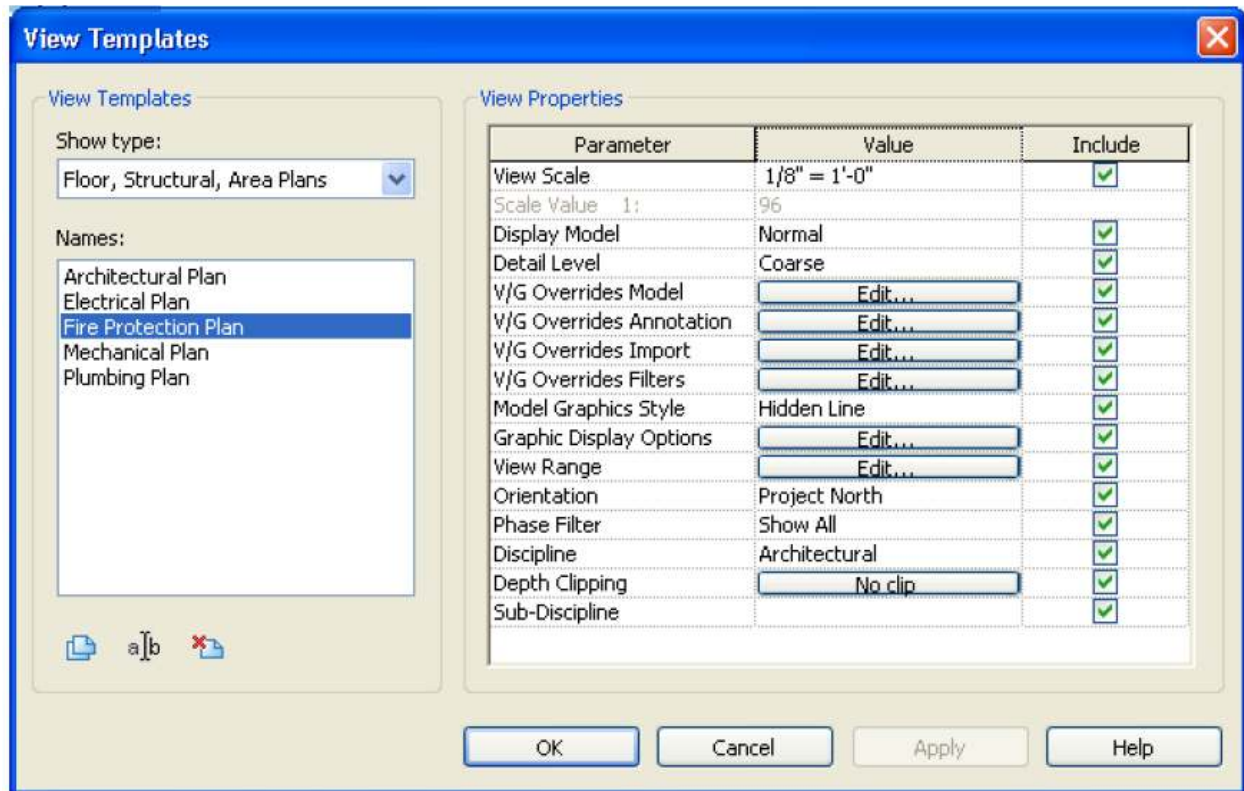 View Templates
View Templates
Show type:
Floor, Structural, Area Plans
Names:
Architectural Plan
Electrical Plan
Fire Protection Plan
Mechanical Plan
Plumbing Plan
a b
View Properties
Parameter Value Include
View Scale 1/8" = 1'-0"
Scale Value 1: 96
Display Model Normal
Detail Level Coarse
V/G Overrides Model Edit...
V/G Overrides Annotation Edit...
V/G Overrides Import Edit...
V/G Overrides Filters Edit...
Model Graphics Style Hidden Line
Graphic Display Options Edit...
View Range Edit...
Orientation Project North
Phase Filter Show All
Discipline Architectural
Depth Clipping No clip
Sub-Discipline
OK Cancel Apply Help